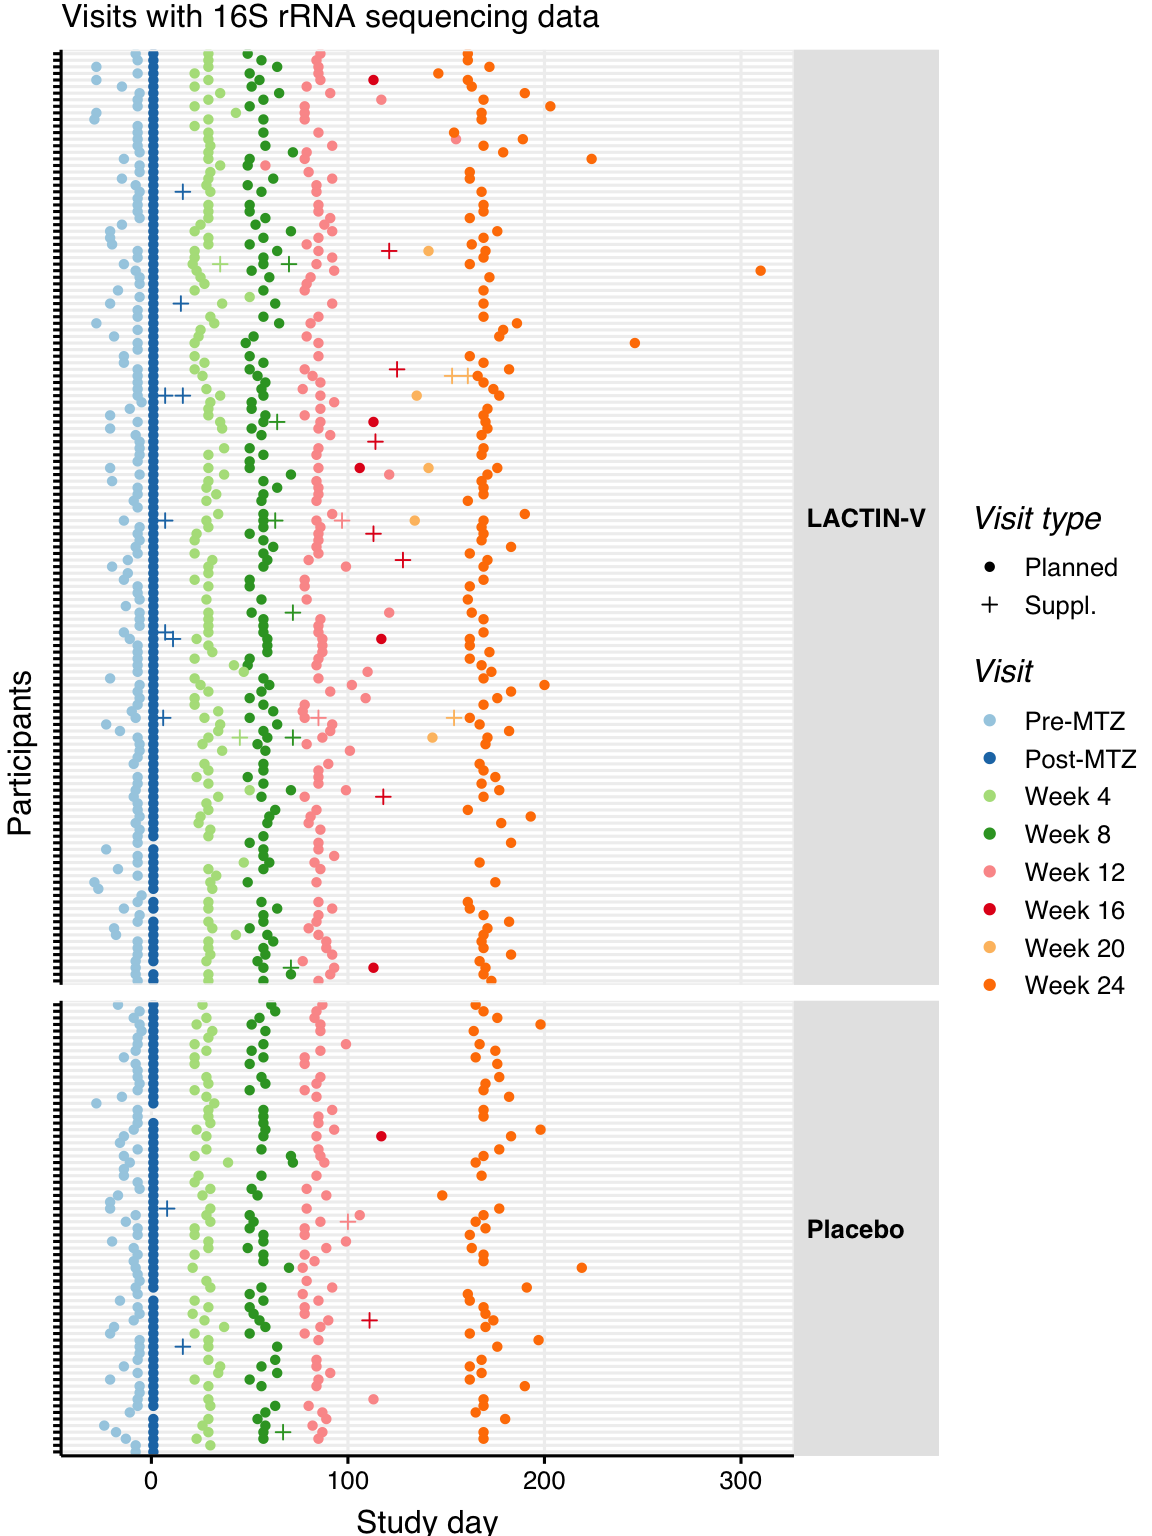 Visits with 16S rRNA sequencing data
Participants
LACTIN-V
Placebo
0
100
200
300
Study day
Visit type
Planned
Suppl.
Visit
Pre-MTZ
Post-MTZ
Week 4
Week 8
Week 12
Week 16
Week 20
Week 24